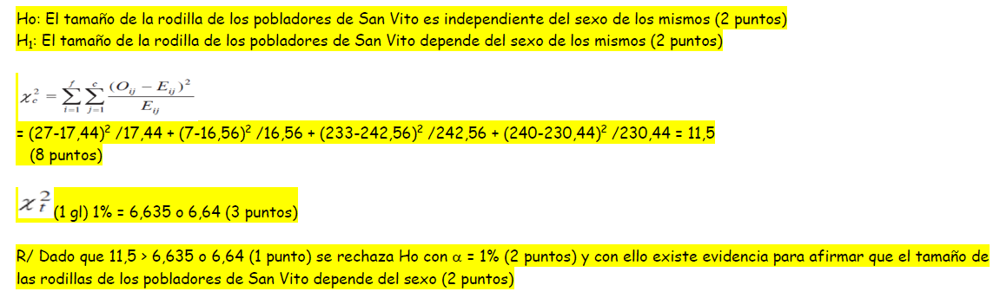 Ho: El tamaño de la rodilla de los pobladores de San Vito es independiente del sexo de los mismos (2 puntos)
H₁: El tamaño de la rodilla de los pobladores de San Vito depende del sexo de los mismos (2 puntos)
χ²c = ∑ᶠi=1 ∑ᶜj=1 (Oij − Eij)² / Eij
= (27-17,44)² /17,44 + (7-16,56)² /16,56 + (233-242,56)² /242,56 + (240-230,44)² /230,44 = 11,5
(8 puntos)
χ²t (1 gl) 1% = 6,635 o 6,64 (3 puntos)
R/ Dado que 11,5 > 6,635 o 6,64 (1 punto) se rechaza Ho con α = 1% (2 puntos) y con ello existe evidencia para afirmar que el tamaño de
las rodillas de los pobladores de San Vito depende del sexo (2 puntos)